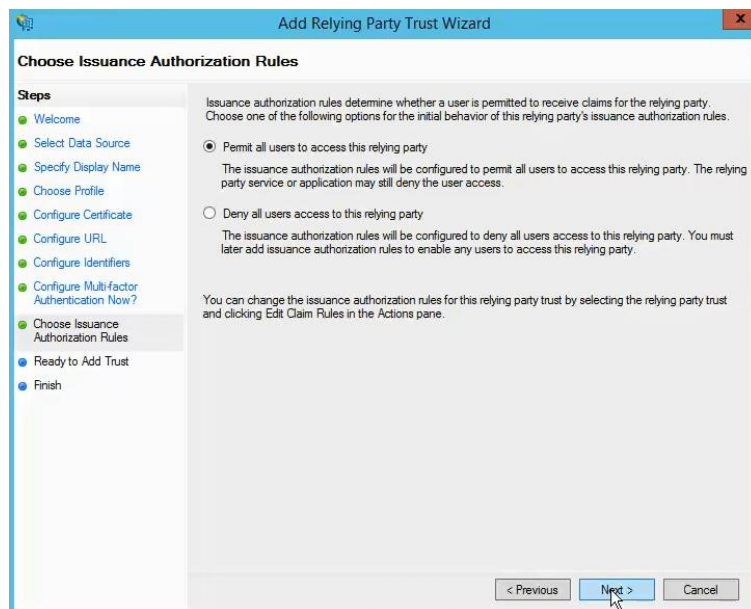 Add Relying Party Trust Wizard
X
Choose Issuance Authorization Rules
Steps
Welcome
Select Data Source
Specify Display Name
Choose Profile
Configure Certificate
Configure URL
Configure Identifiers
Configure Multi-factor
Authentication Now?
Choose Issuance
Authorization Rules
Ready to Add Trust
Finish
Issuance authorization rules determine whether a user is permitted to receive claims for the relying party.
Choose one of the following options for the initial behavior of this relying party's issuance authorization rules.
Permit all users to access this relying party
The issuance authorization rules will be configured to permit all users to access this relying party. The relying
party service or application may still deny the user access.
Deny all users access to this relying party
The issuance authorization rules will be configured to deny all users access to this relying party. You must
later add issuance authorization rules to enable any users to access this relying party.
You can change the issuance authorization rules for this relying party trust by selecting the relying party trust
and clicking Edit Claim Rules in the Actions pane.
< Previous
Next >
Cancel